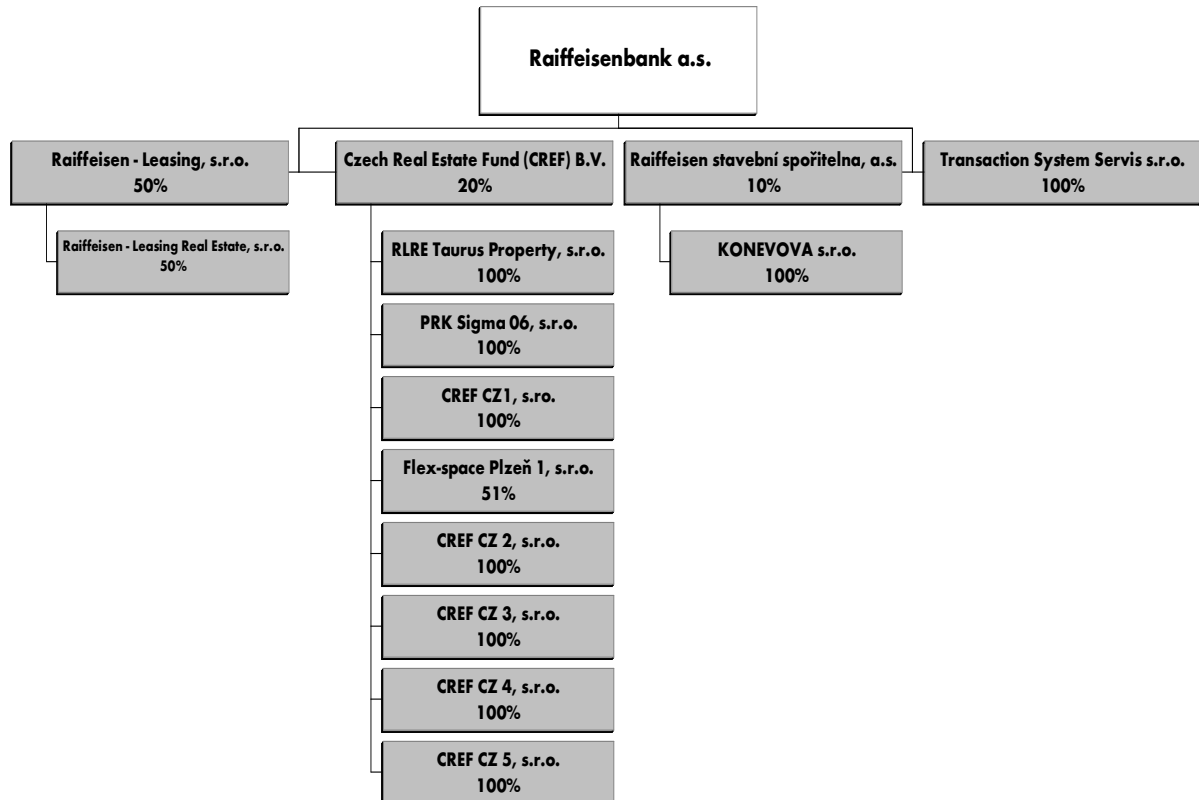 Raiffeisenbank a.s.
Raiffeisen - Leasing, s.r.o.
50%
Czech Real Estate Fund (CREF) B.V.
20%
Raiffeisen stavební spořitelna, a.s.
10%
Transaction System Servis s.r.o.
100%
Raiffeisen - Leasing Real Estate, s.r.o.
50%
RLRE Taurus Property, s.r.o.
100%
KONEVOVA s.r.o.
100%
PRK Sigma 06, s.r.o.
100%
CREF CZ1, s.ro.
100%
Flex-space Plzeň 1, s.r.o.
51%
CREF CZ 2, s.r.o.
100%
CREF CZ 3, s.r.o.
100%
CREF CZ 4, s.r.o.
100%
CREF CZ 5, s.r.o.
100%